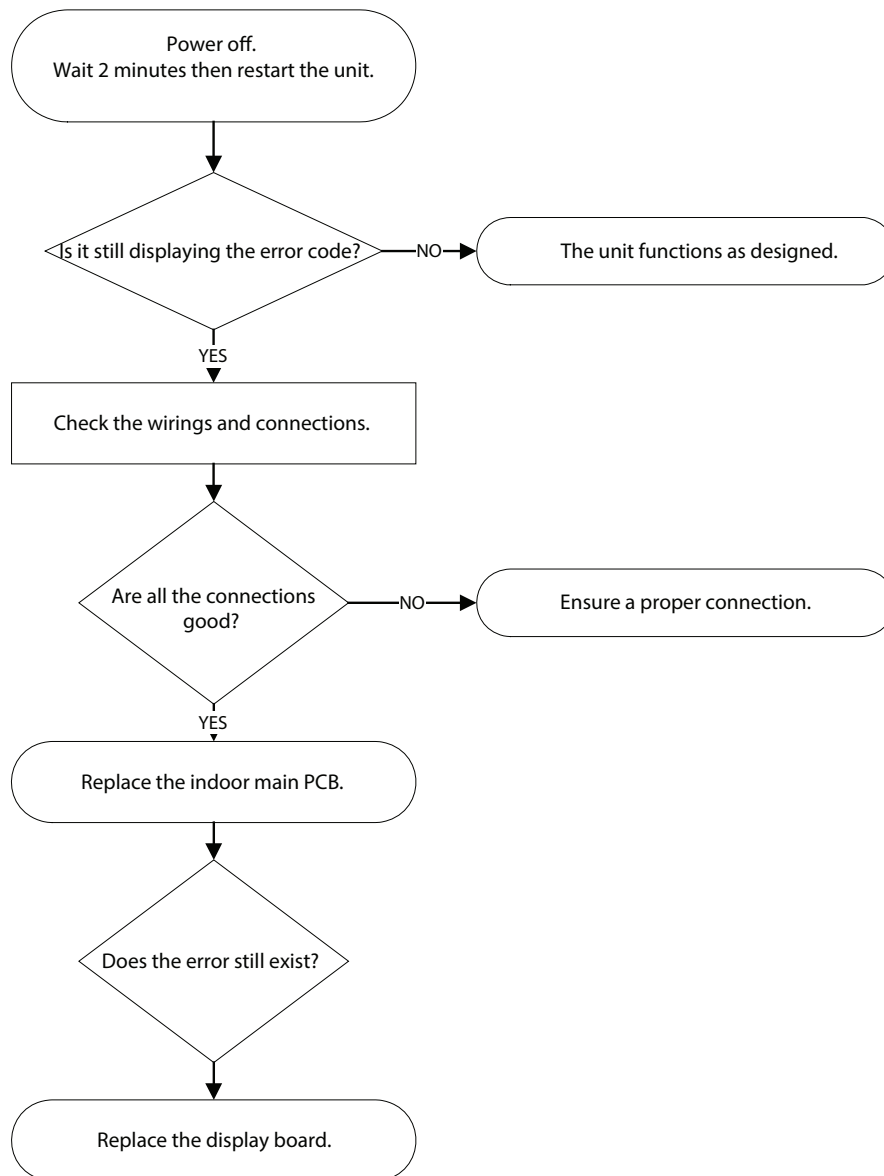 Power off.
Wait 2 minutes then restart the unit.
Is it still displaying the error code?
NO
The unit functions as designed.
YES
Check the wirings and connections.
Are all the connections
good?
NO
Ensure a proper connection.
YES
Replace the indoor main PCB.
Does the error still exist?
Replace the display board.